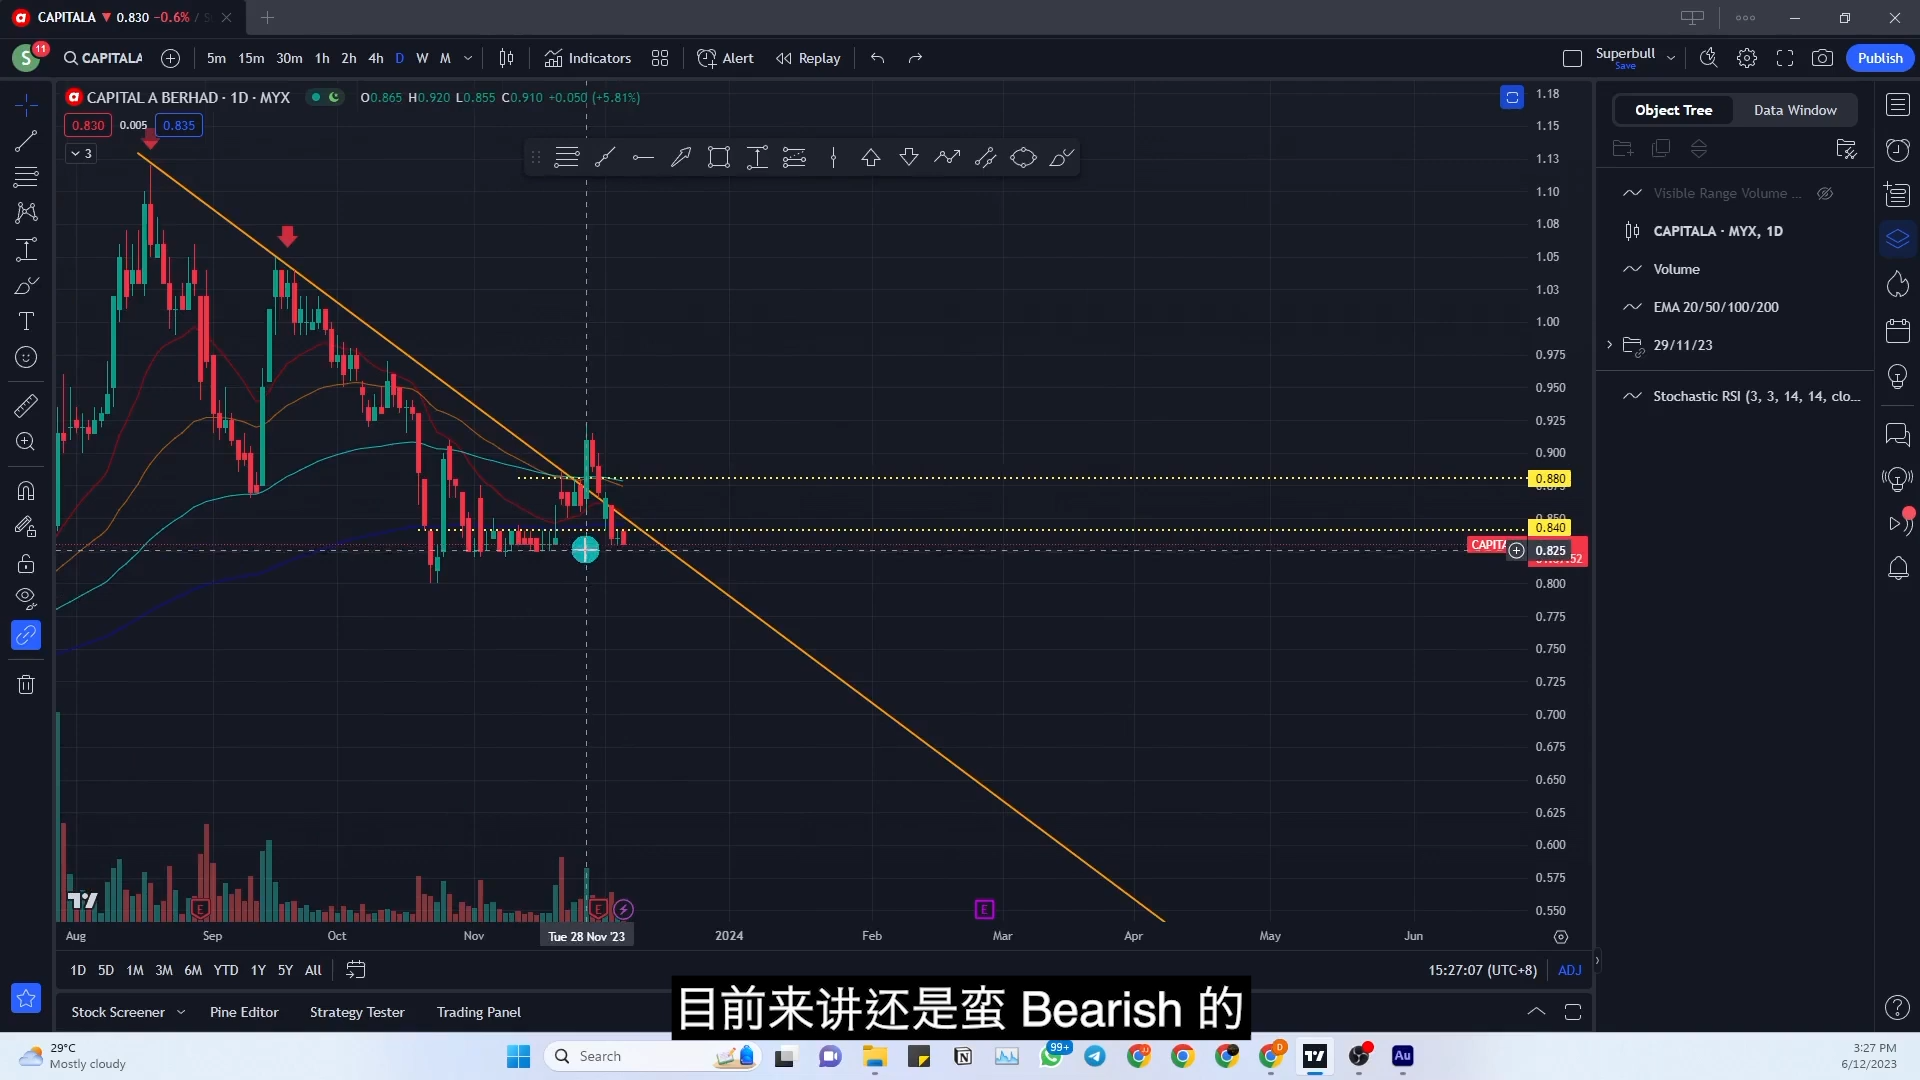 CAPITALA ▼ 0.830 −0.6% /
S 11 CAPITALA 5m 15m 30m 1h 2h 4h D W M Indicators Alert Replay Superbull Save Publish
CAPITAL A BERHAD · 1D · MYX O0.865 H0.920 L0.855 C0.910 +0.050 (+5.81%)
0.830 0.005 0.835
3
Object Tree Data Window
Visible Range Volume ...
CAPITALA · MYX, 1D
Volume
EMA 20/50/100/200
29/11/23
Stochastic RSI (3, 3, 14, 14, clo...
1.18
1.15
1.13
1.10
1.08
1.05
1.03
1.00
0.975
0.950
0.925
0.900
0.880
0.840
0.825
0.800
0.775
0.750
0.725
0.700
0.675
0.650
0.625
0.600
0.575
0.550
E E E
Aug Sep Oct Nov Tue 28 Nov '23 2024 Feb Mar Apr May Jun
1D 5D 1M 3M 6M YTD 1Y 5Y All 15:27:07 (UTC+8) ADJ
Stock Screener Pine Editor Strategy Tester Trading Panel
目前来讲还是蛮 Bearish 的
29°C
Mostly cloudy
Search
99+
Au
3:27 PM
6/12/2023